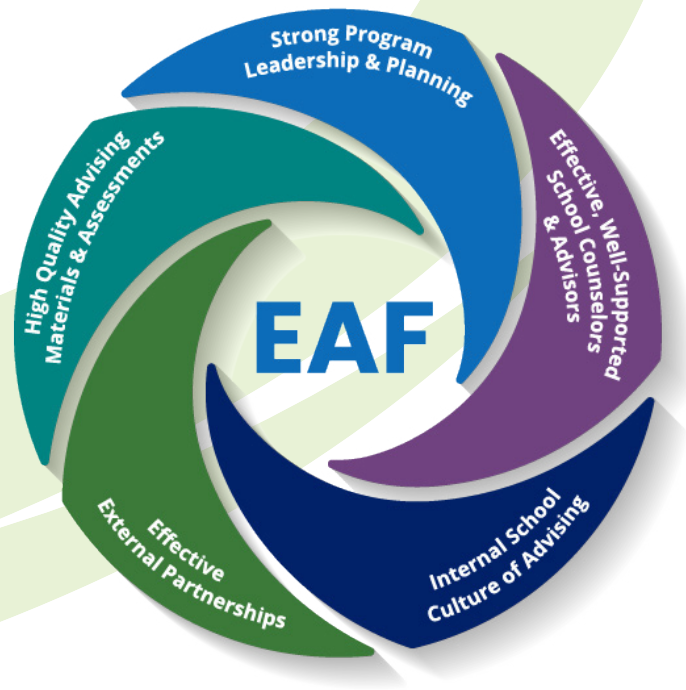 Strong Program
Leadership & Planning
Effective, Well-Supported
School Counselors
& Advisors
Internal School
Culture of Advising
Effective
External Partnerships
High Quality Advising
Materials & Assessments
EAF